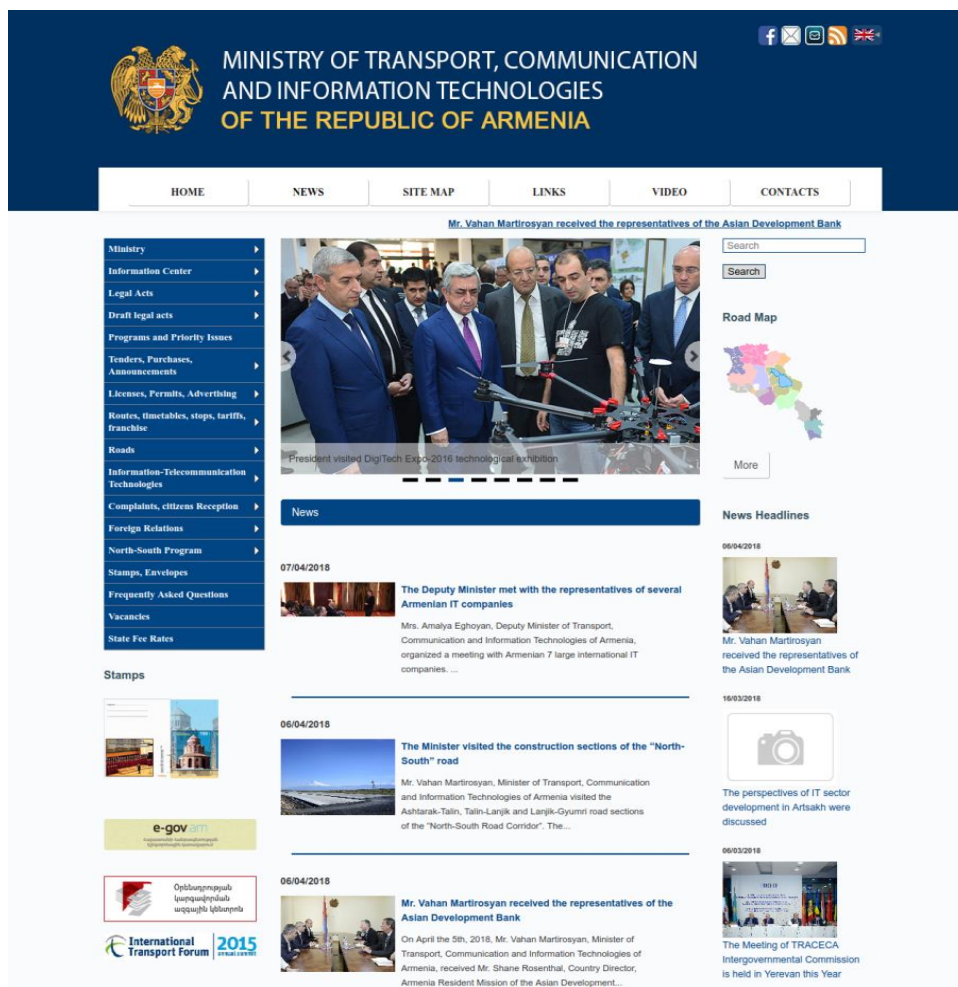 MINISTRY OF TRANSPORT, COMMUNICATION
AND INFORMATION TECHNOLOGIES
OF THE REPUBLIC OF ARMENIA
HOME
NEWS
SITE MAP
LINKS
VIDEO
CONTACTS
Mr. Vahan Martirosyan received the representatives of the Asian Development Bank
Ministry
Information Center
Legal Acts
Draft legal acts
Programs and Priority Issues
Tenders, Purchases,
Announcements
Licenses, Permits, Advertising
Routes, timetables, stops, tariffs,
franchise
Roads
Information-Telecommunication
Technologies
Complaints, citizens Reception
Foreign Relations
North-South Program
Stamps, Envelopes
Frequently Asked Questions
Vacancies
State Fee Rates
Stamps
e-gov.am
Օրենսդրության
կարգավորման
ազգային կենտրոն
International
Transport Forum
2015
President visited DigiTech Expo-2016 technological exhibition
News
07/04/2018
The Deputy Minister met with the representatives of several
Armenian IT companies
Mrs. Amalya Eghoyan, Deputy Minister of Transport,
Communication and Information Technologies of Armenia,
organized a meeting with Armenian 7 large international IT
companies. ...
06/04/2018
The Minister visited the construction sections of the "North-
South" road
Mr. Vahan Martirosyan, Minister of Transport, Communication
and Information Technologies of Armenia visited the
Ashtarak-Talin, Talin-Lanjik and Lanjik-Gyumri road sections
of the "North-South Road Corridor". The...
06/04/2018
Mr. Vahan Martirosyan received the representatives of the
Asian Development Bank
On April the 5th, 2018, Mr. Vahan Martirosyan, Minister of
Transport, Communication and Information Technologies of
Armenia, received Mr. Shane Rosenthal, Country Director,
Armenia Resident Mission of the Asian Development...
Search
Search
Road Map
More
News Headlines
06/04/2018
Mr. Vahan Martirosyan
received the representatives of
the Asian Development Bank
16/03/2018
The perspectives of IT sector
development in Artsakh were
discussed
06/03/2018
The Meeting of TRACECA
Intergovernmental Commission
is held in Yerevan this Year